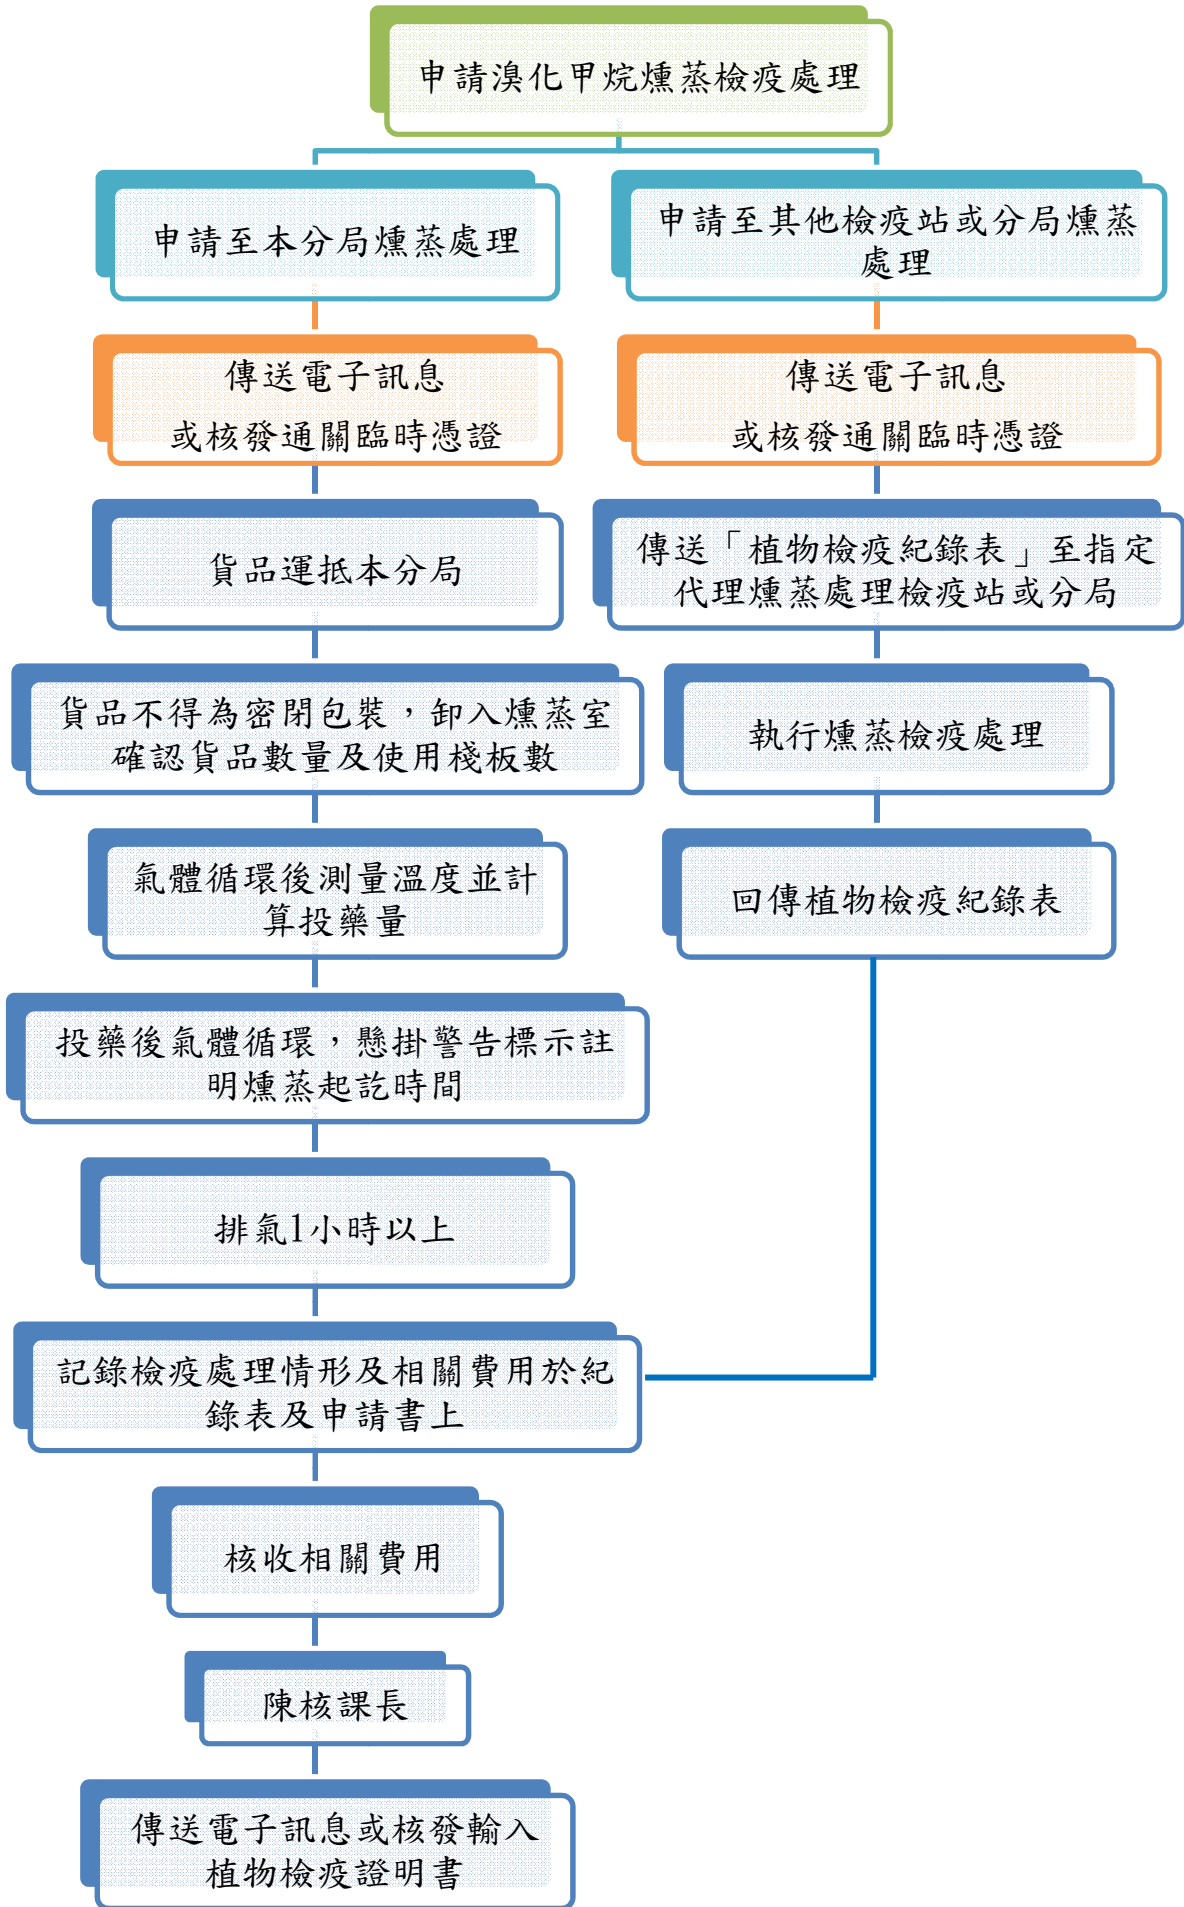 申請溴化甲烷燻蒸檢疫處理
申請至本分局燻蒸處理
申請至其他檢疫站或分局燻蒸
處理
傳送電子訊息
或核發通關臨時憑證
傳送電子訊息
或核發通關臨時憑證
貨品運抵本分局
傳送「植物檢疫紀錄表」至指定
代理燻蒸處理檢疫站或分局
貨品不得為密閉包裝，卸入燻蒸室
確認貨品數量及使用棧板數
執行燻蒸檢疫處理
氣體循環後測量溫度並計
算投藥量
回傳植物檢疫紀錄表
投藥後氣體循環，懸掛警告標示註
明燻蒸起訖時間
排氣1小時以上
記錄檢疫處理情形及相關費用於紀
錄表及申請書上
核收相關費用
陳核課長
傳送電子訊息或核發輸入
植物檢疫證明書